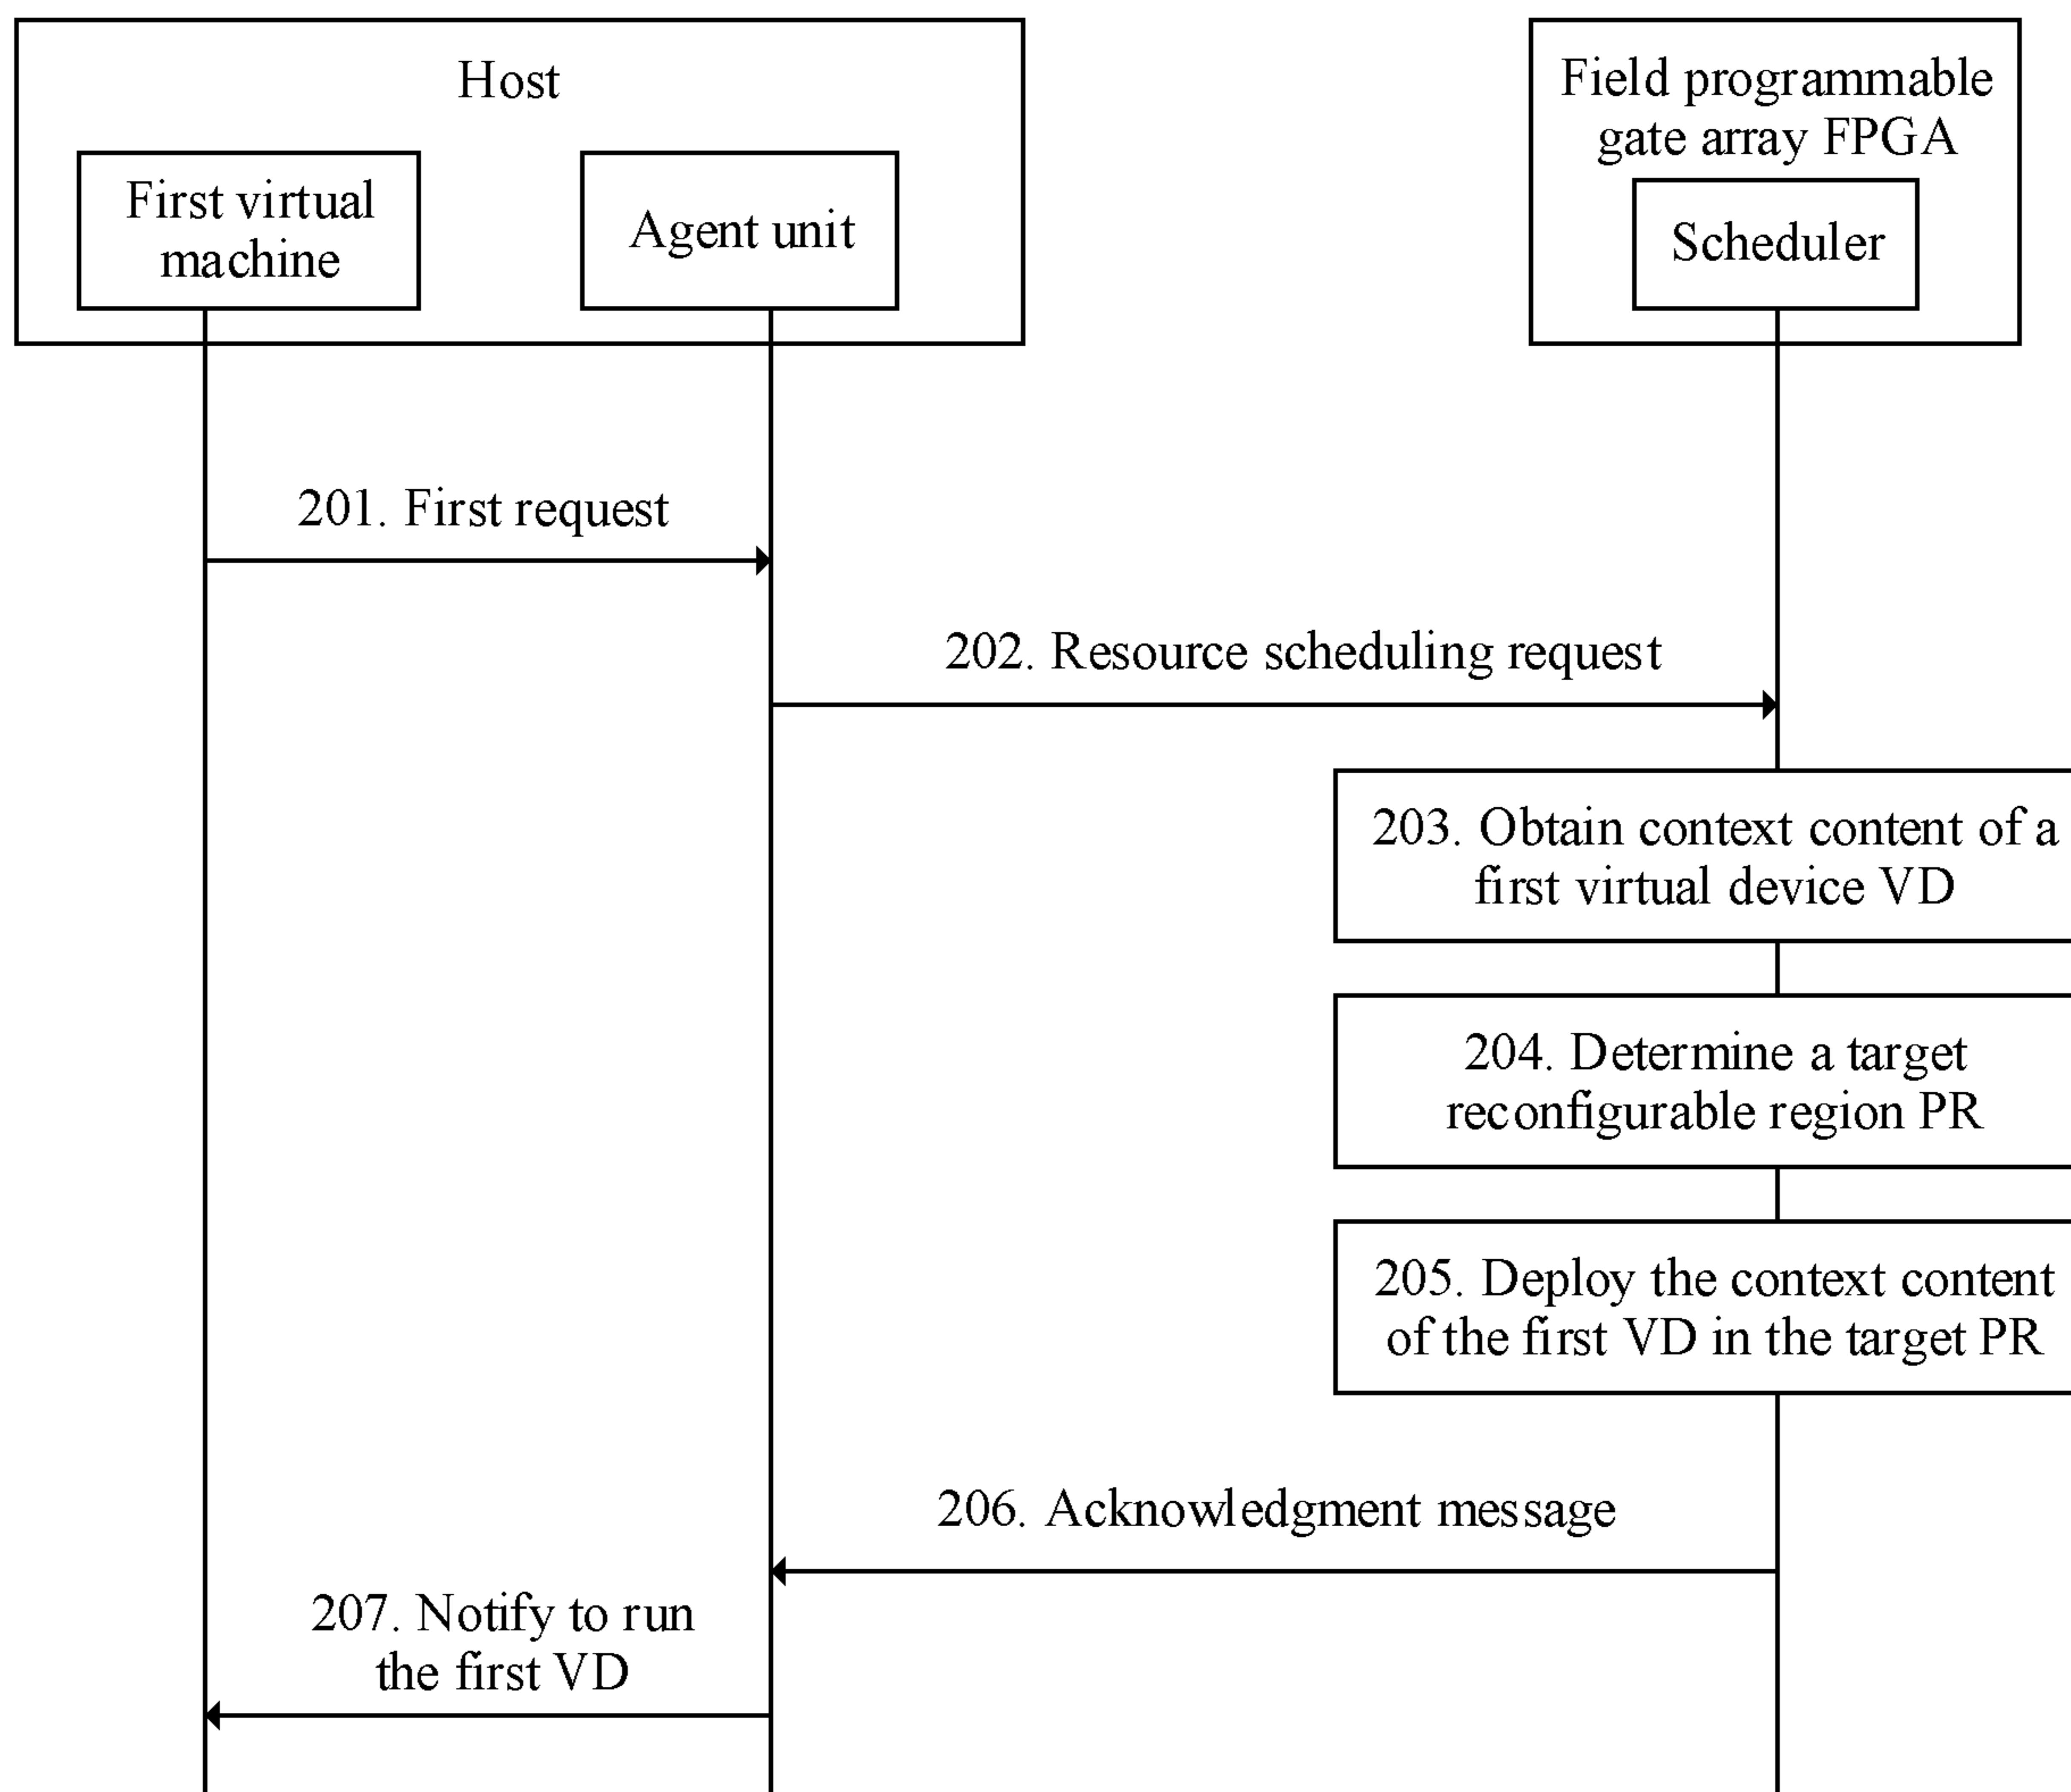 Host
First virtual
machine
Agent unit
Field programmable
gate array FPGA
Scheduler
201. First request
202. Resource scheduling request
203. Obtain context content of a
first virtual device VD
204. Determine a target
reconfigurable region PR
205. Deploy the context content
of the first VD in the target PR
206. Acknowledgment message
207. Notify to run
the first VD